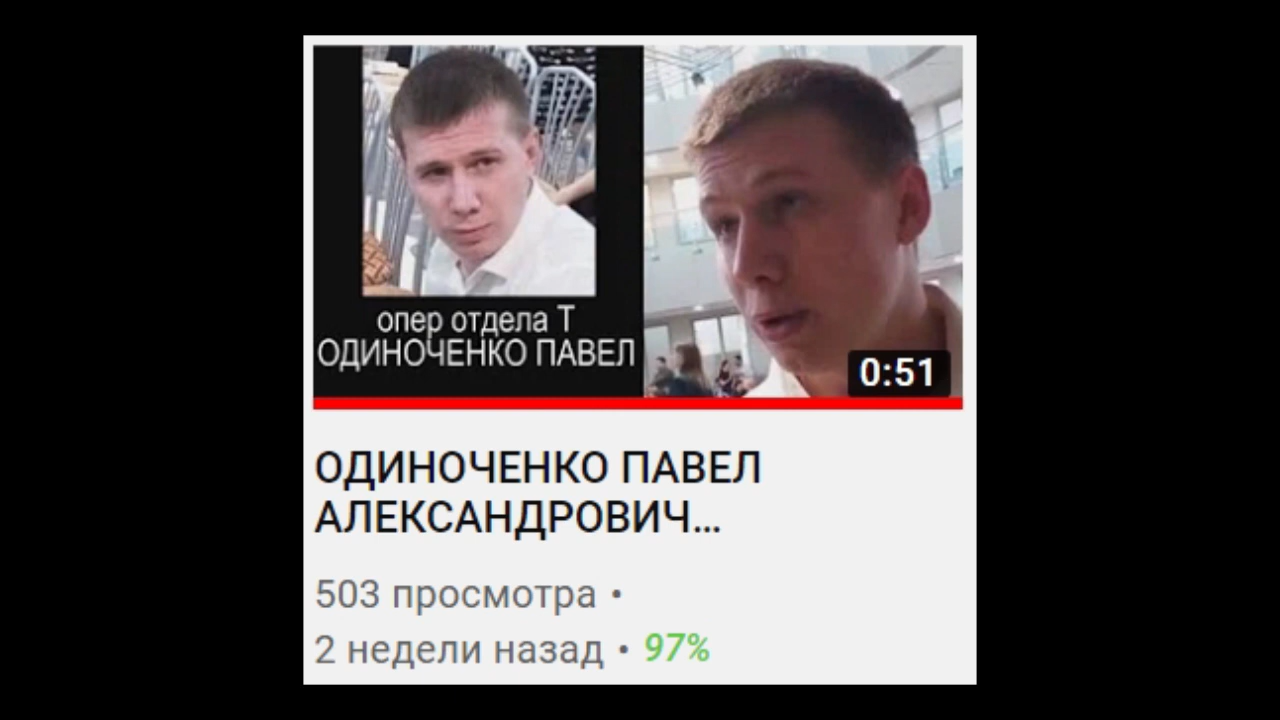 опер отдела Т
ОДИНОЧЕНКО ПАВЕЛ
0:51
ОДИНОЧЕНКО ПАВЕЛ
АЛЕКСАНДРОВИЧ...
503 просмотра •
2 недели назад • 97%